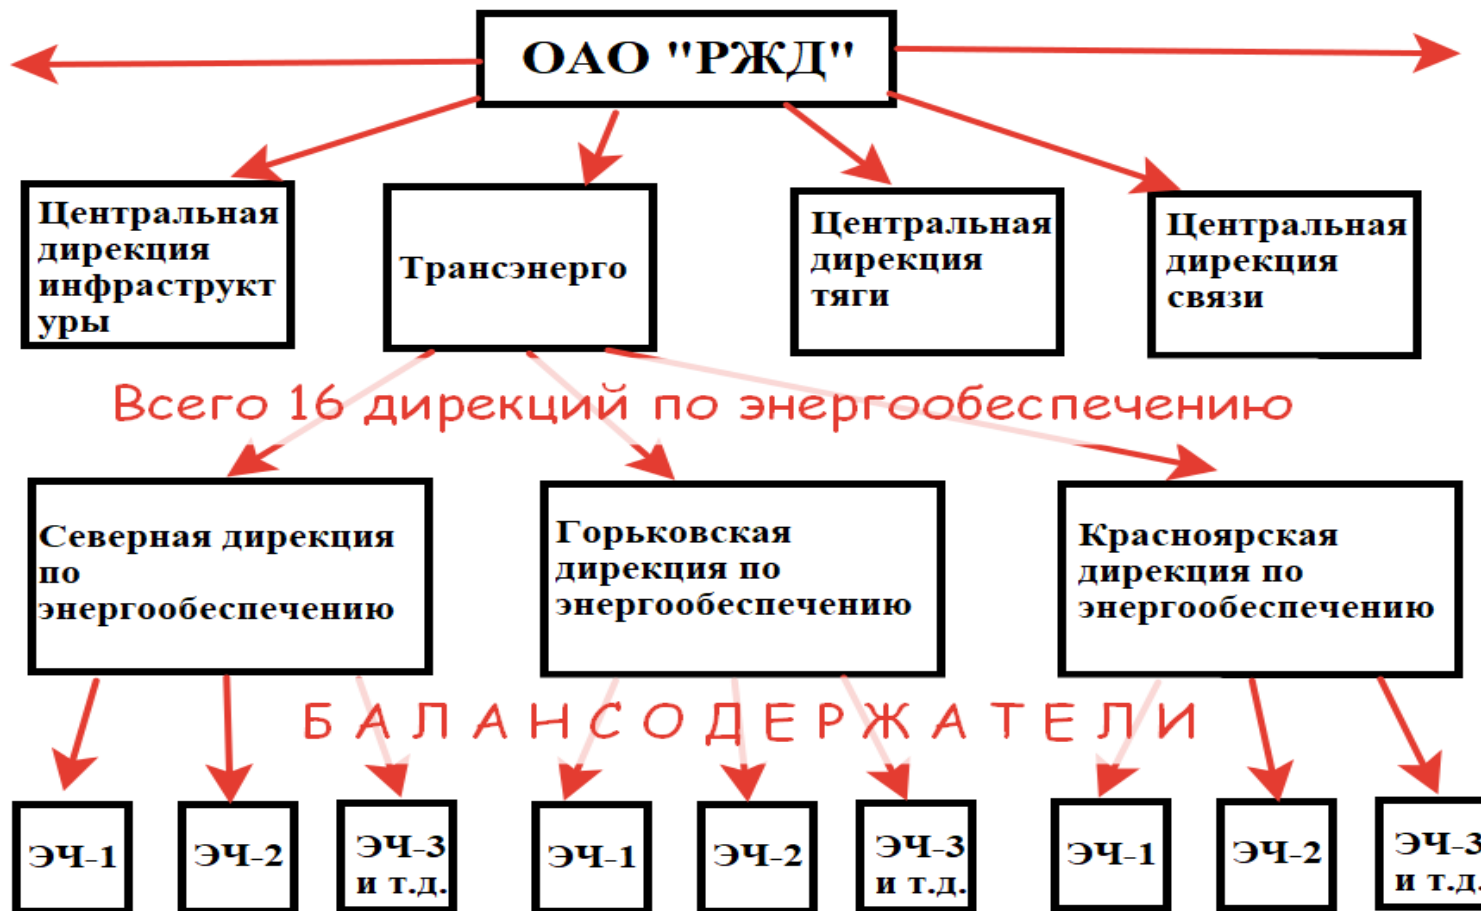 ОАО "РЖД"
Центральная
дирекция
инфраструкт
уры
Трансэнерго
Центральная
дирекция
тяги
Центральная
дирекция
связи
Всего 16 дирекций по энергообеспечению
Северная дирекция
по
энергообеспечению
Горьковская
дирекция по
энергообеспечению
Красноярская
дирекция по
энергообеспечению
БАЛАНСОДЕРЖАТЕЛИ
ЭЧ-1
ЭЧ-2
ЭЧ-3
и т.д.
ЭЧ-1
ЭЧ-2
ЭЧ-3
и т.д.
ЭЧ-1
ЭЧ-2
ЭЧ-3
и т.д.